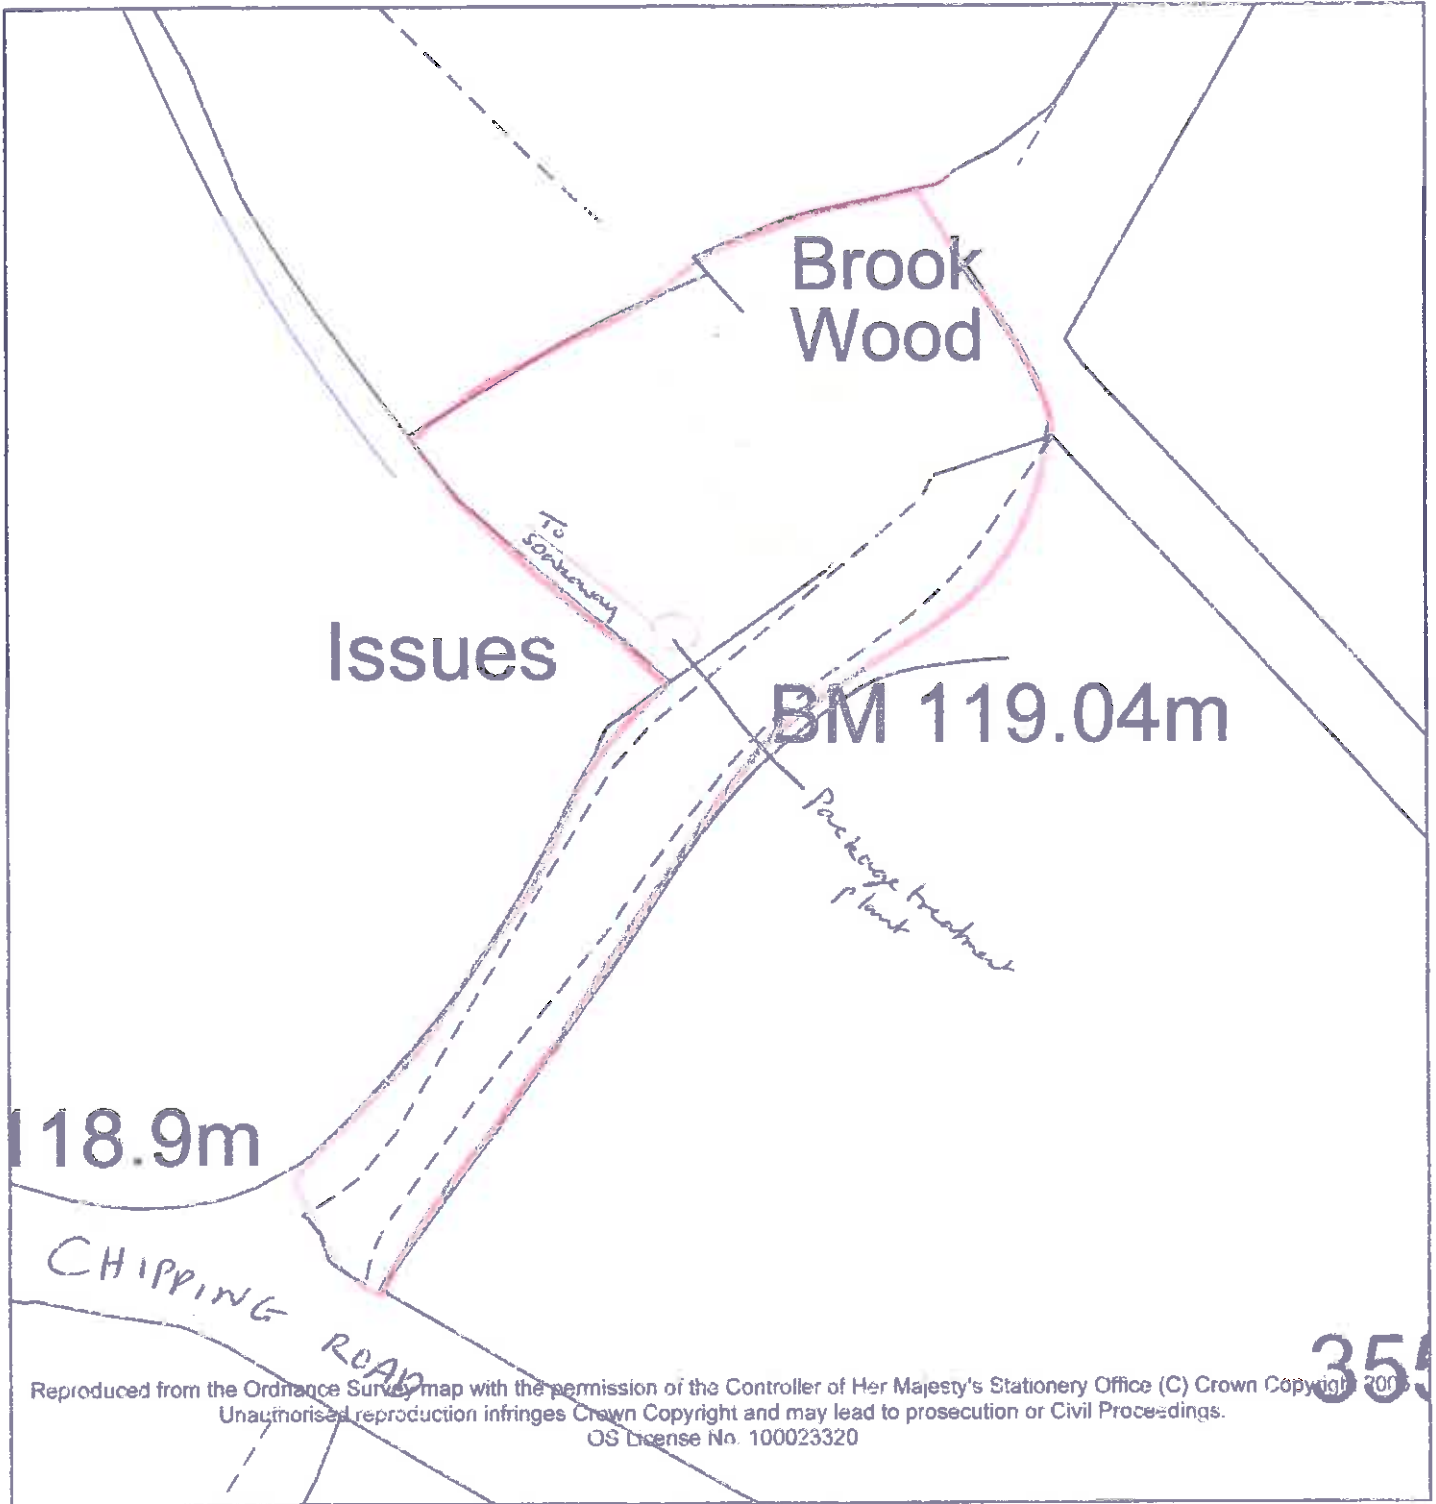 Brook
Wood
To
soakaway
Issues
BM 119.04m
Package treatment
plant
118.9m
CHIPPING ROAD
355
Reproduced from the Ordnance Survey map with the permission of the Controller of Her Majesty's Stationery Office (C) Crown Copyright
Unauthorised reproduction infringes Crown Copyright and may lead to prosecution or Civil Proceedings.
OS License No. 100023320